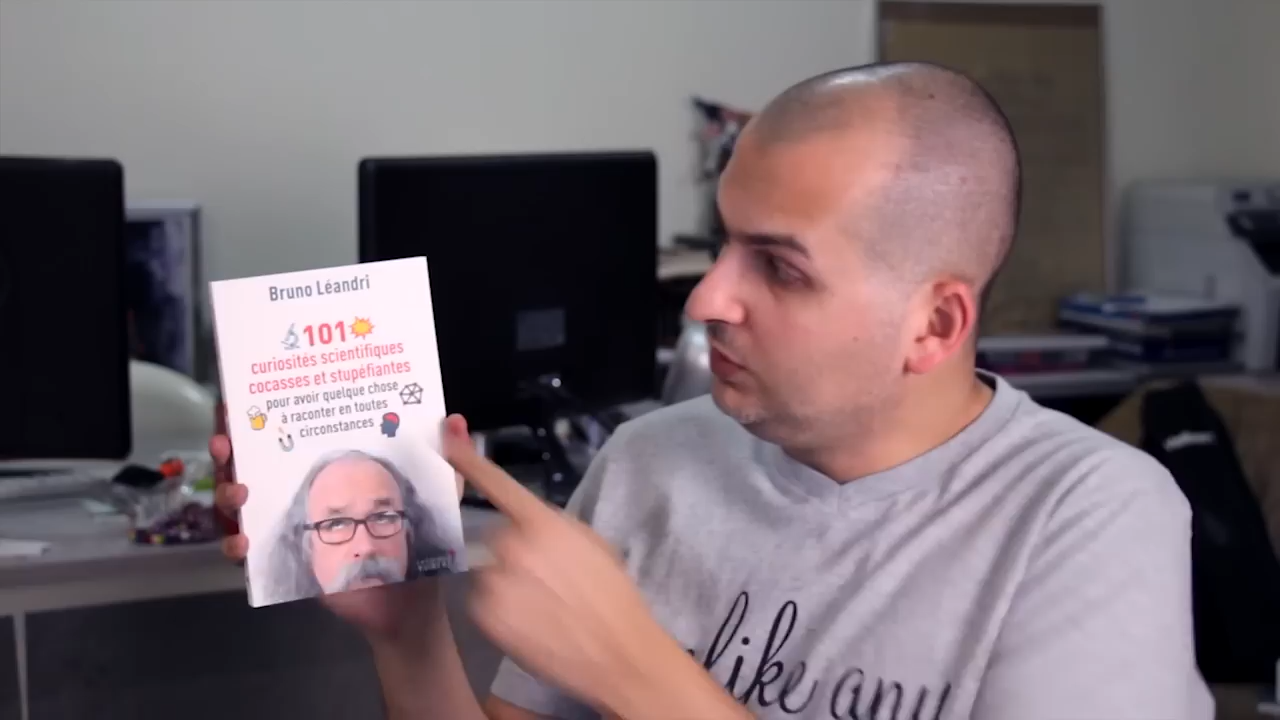 Bruno Léandri
101
curiosités scientifiques
cocasses et stupéfiantes
pour avoir quelque chose
à raconter en toutes
circonstances
like any